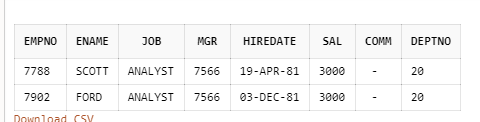 EMPNO ENAME JOB MGR HIREDATE SAL COMM DEPTNO
7788 SCOTT ANALYST 7566 19-APR-81 3000 - 20
7902 FORD ANALYST 7566 03-DEC-81 3000 - 20
Download CSV